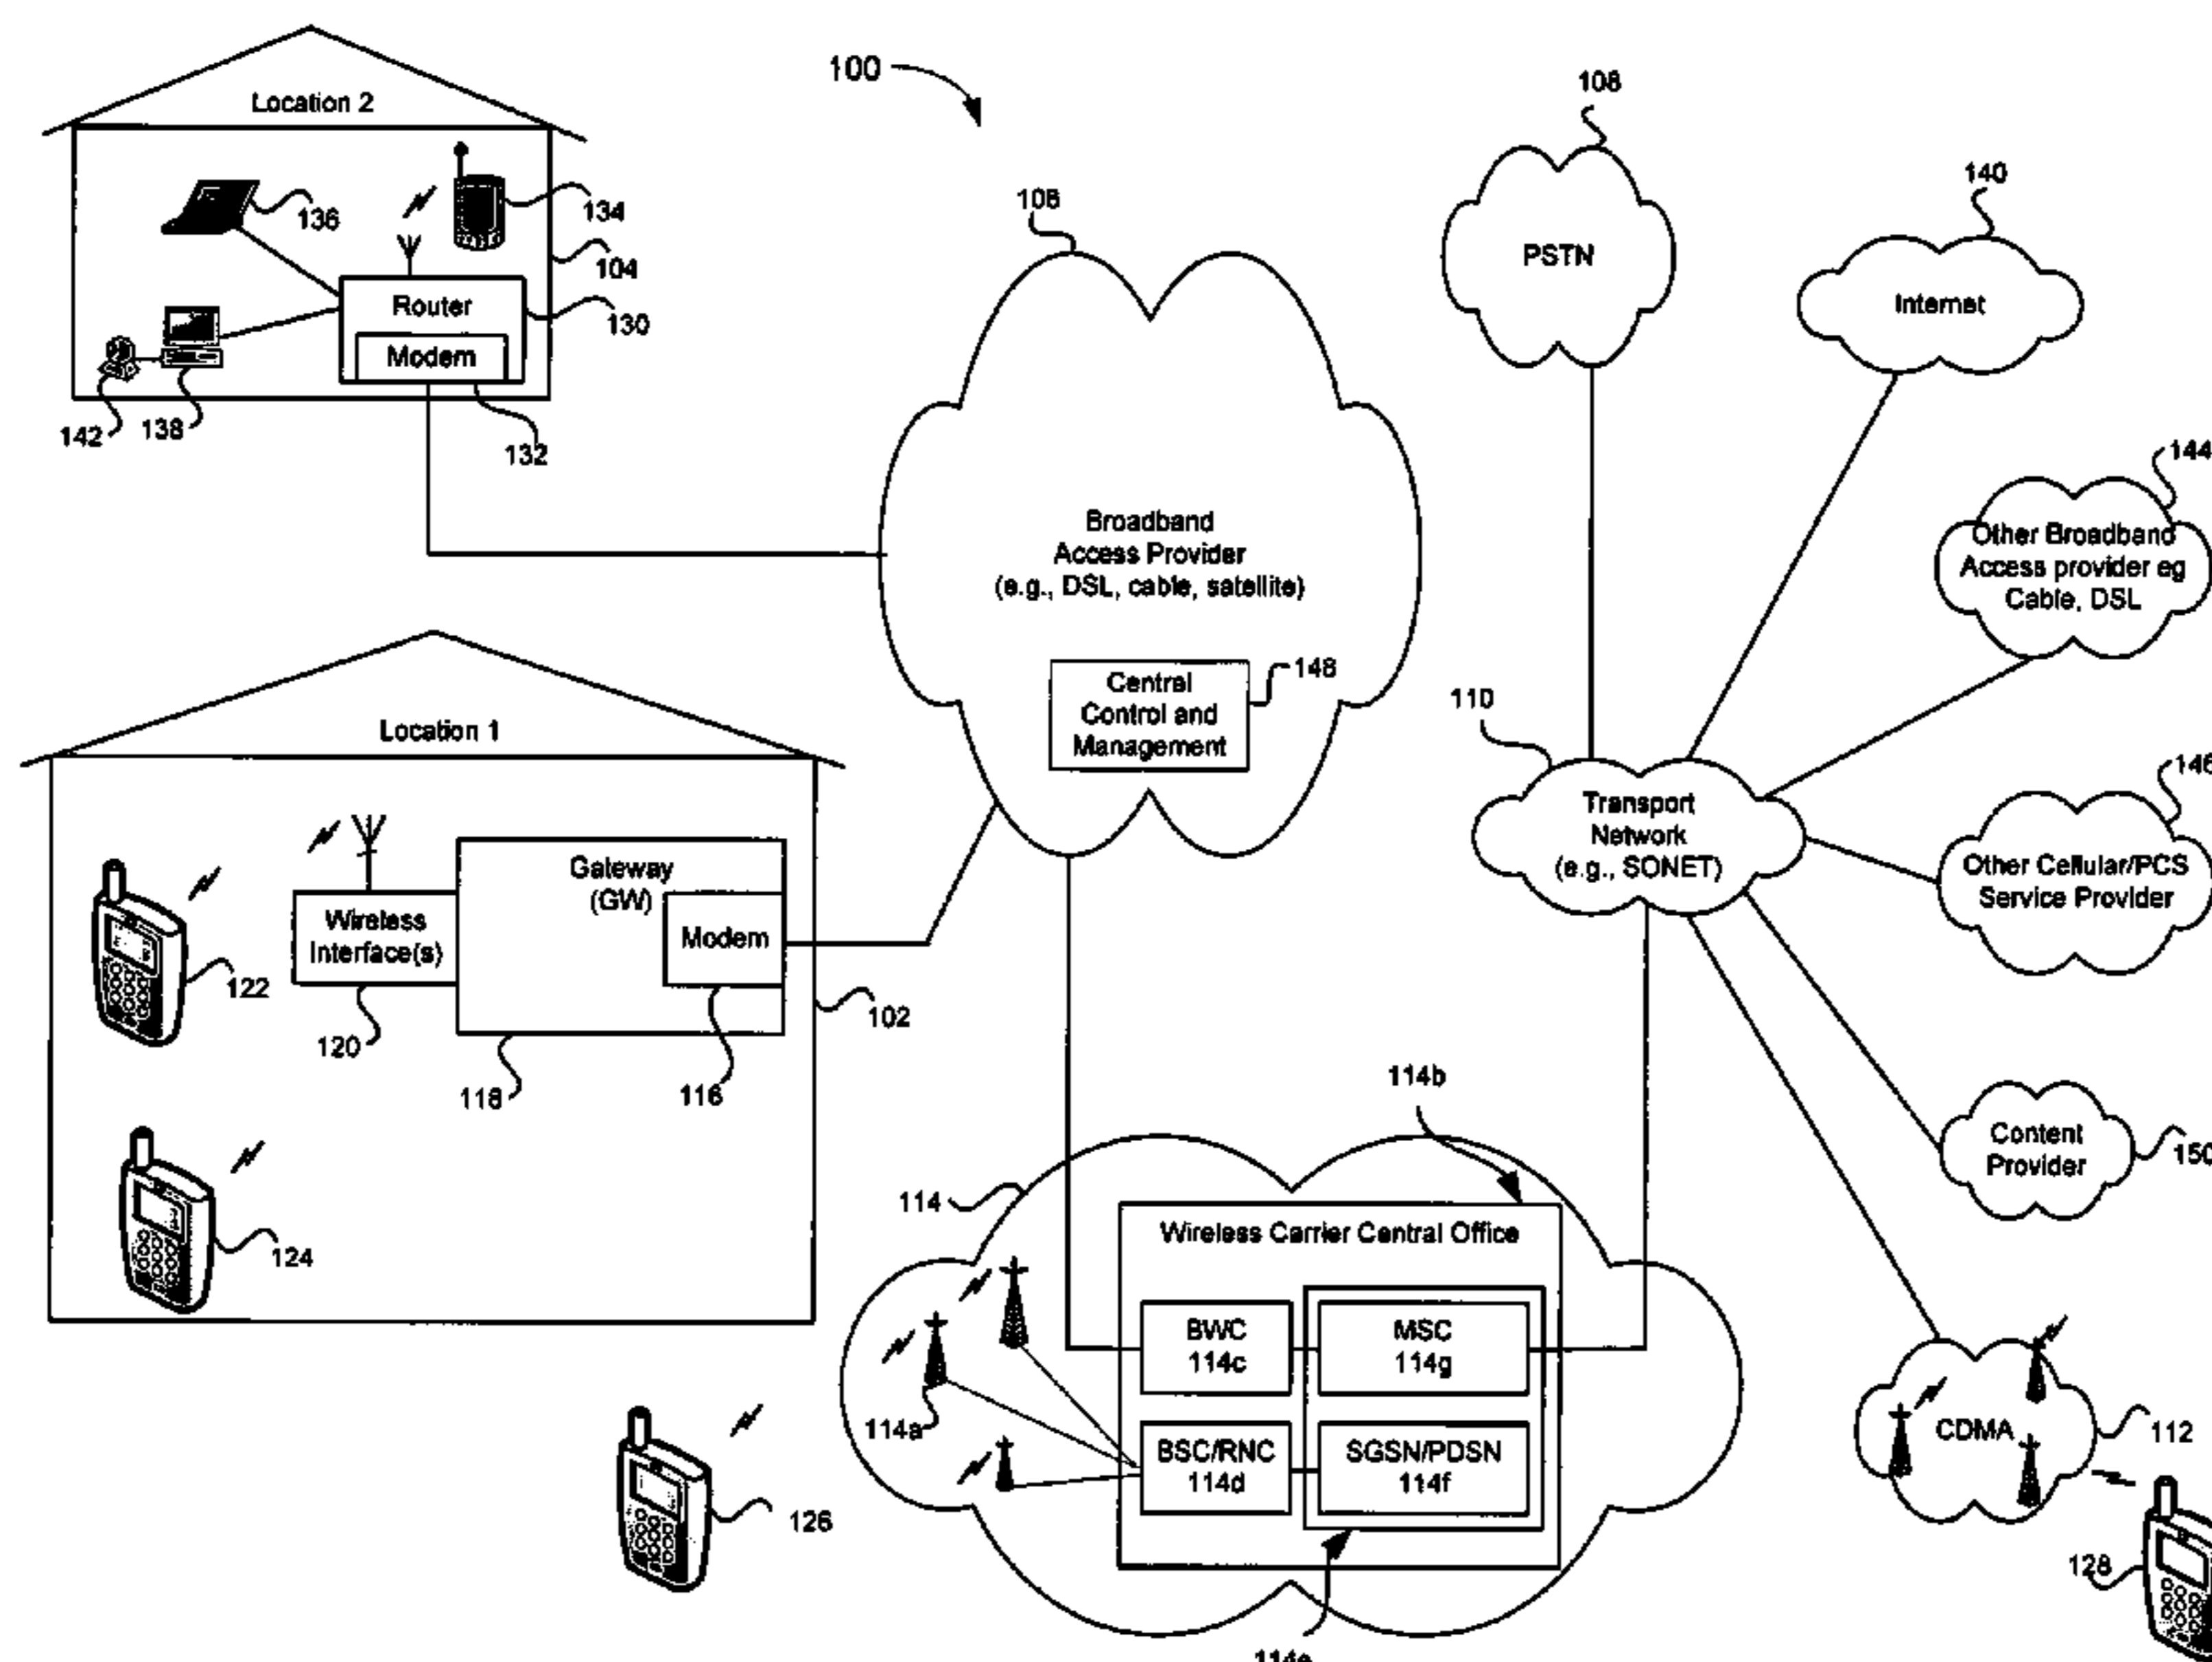 100
Location 2
136
134
104
Router
130
Modem
142
138
132
108
PSTN
140
Internet
144
Other Broadband
Access provider eg
Cable, DSL
Broadband
Access Provider
(e.g., DSL, cable, satellite)
Central
Control and
Management
148
110
Transport
Network
(e.g., SONET)
146
Other Cellular/PCS
Service Provider
Location 1
Gateway
(GW)
Wireless
Interface(s)
Modem
122
120
118
116
102
124
126
Content
Provider
150
114b
114
Wireless Carrier Central Office
BWC
114c
MSC
114g
114a
BSC/RNC
114d
SGSN/PDSN
114f
CDMA
112
128